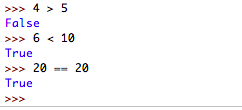 >>> 4 > 5
False
>>> 6 < 10
True
>>> 20 == 20
True
>>>